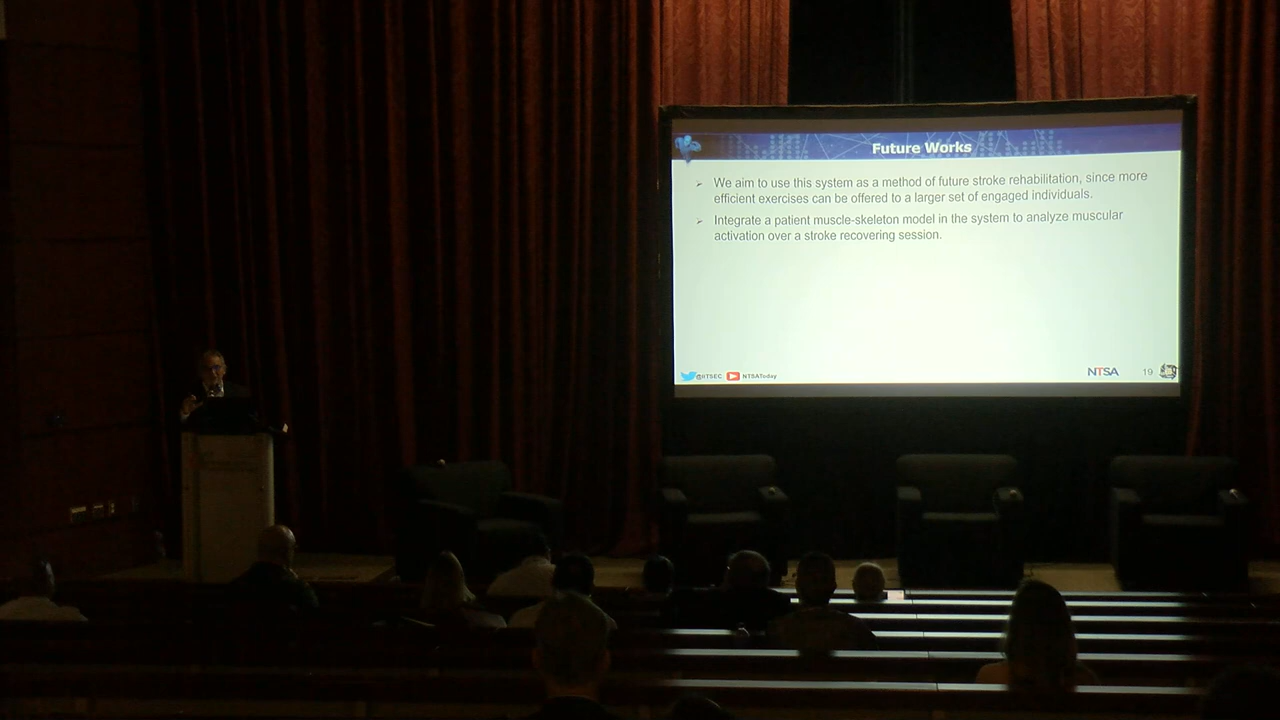 Future Works
➢ We aim to use this system as a method of future stroke rehabilitation, since more
efficient exercises can be offered to a larger set of engaged individuals.
➢ Integrate a patient muscle-skeleton model in the system to analyze muscular
activation over a stroke recovering session.
@IITSEC NTSAToday NTSA 19